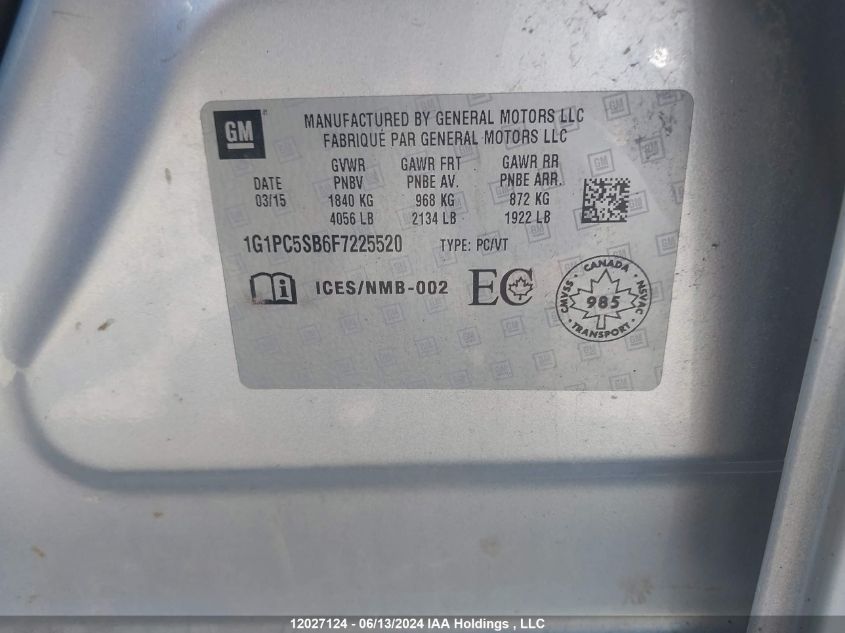 GM
MANUFACTURED BY GENERAL MOTORS LLC
FABRIQUÉ PAR GENERAL MOTORS LLC
GVWR GAWR FRT GAWR RR
DATE PNBV PNBE AV. PNBE ARR.
03/15 1840 KG 968 KG 872 KG
4056 LB 2134 LB 1922 LB
1G1PC5SB6F7225520 TYPE: PC/VT
i ICES/NMB-002 EC
CANADA
CMVSS 985 NSVAC
TRANSPORT
12027124 - 06/13/2024 IAA Holdings , LLC